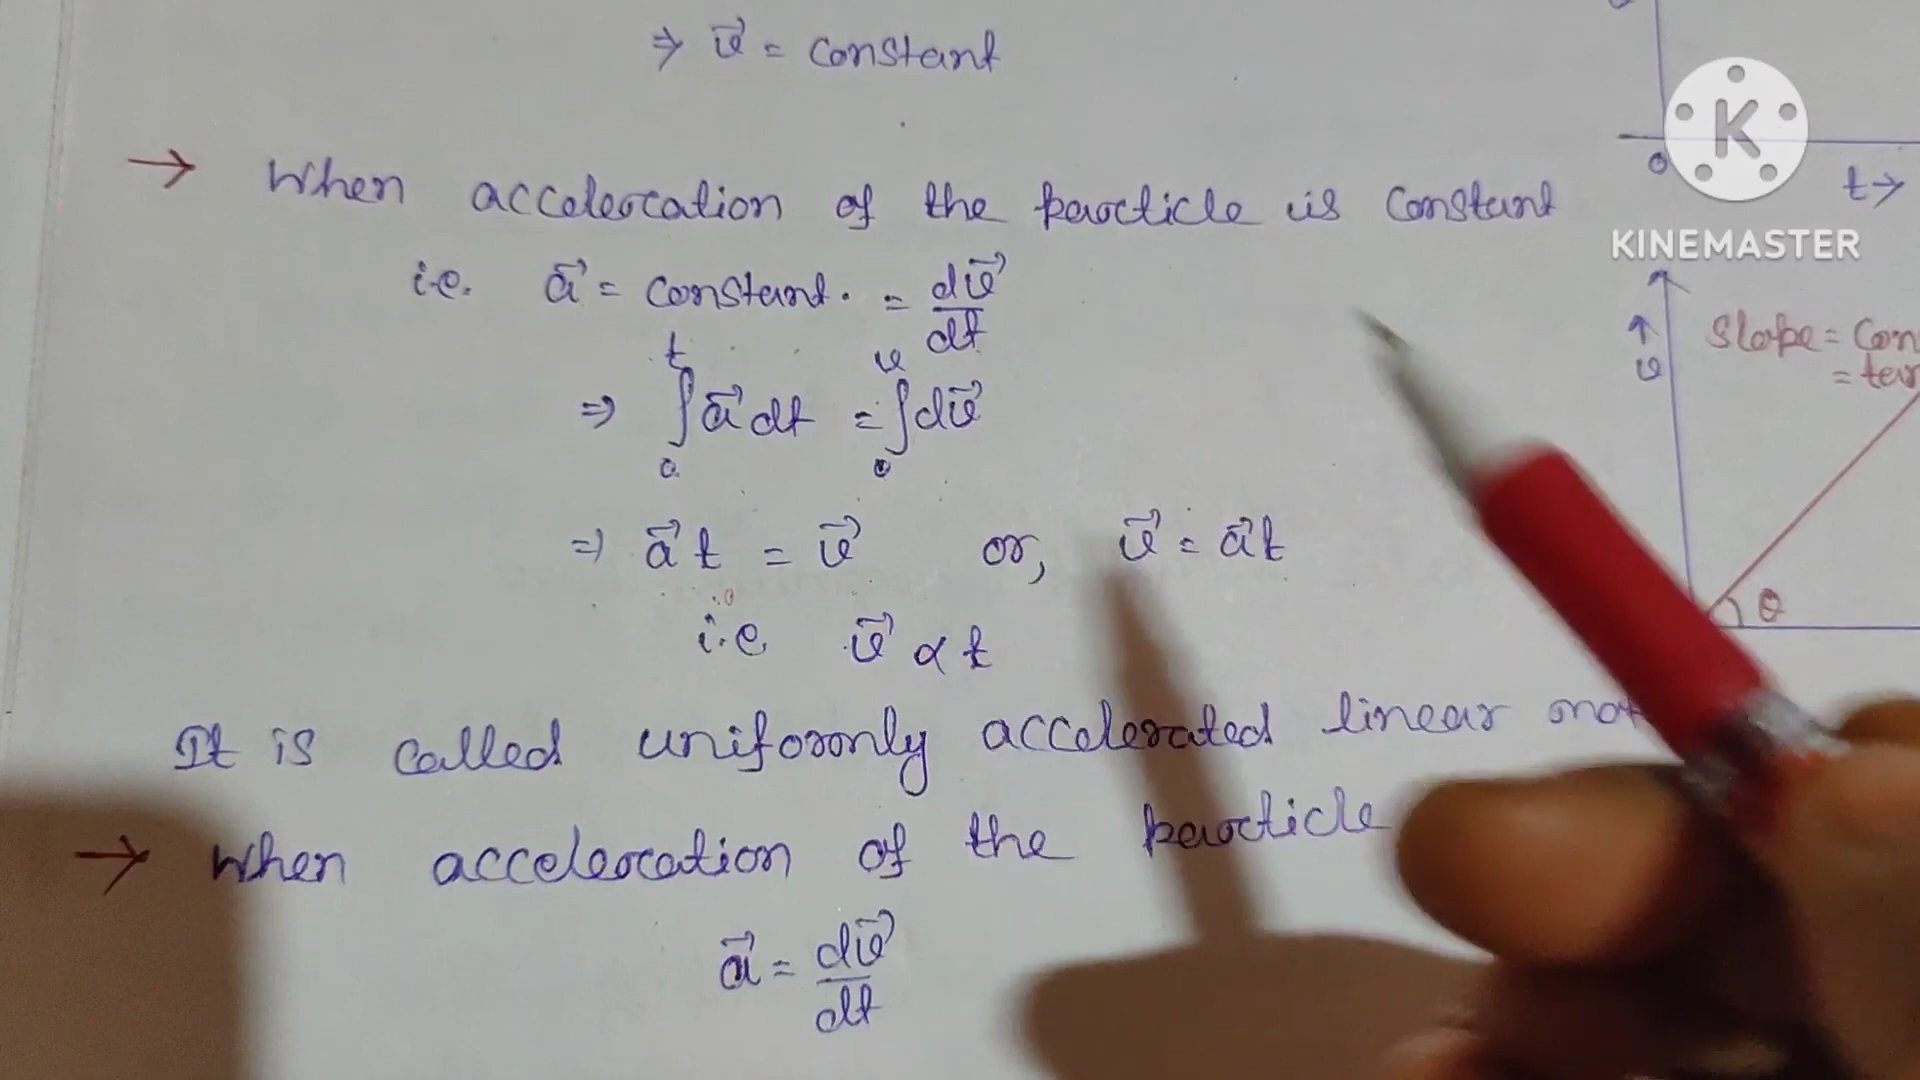 ⇒ v⃗ = constant
→ When acceleration of the particle is constant
i.e. a⃗ = constant. = dv⃗/dt
⇒ ∫₀ᵗ a⃗ dt = ∫₀ᵛ dv⃗
⇒ a⃗ t = v⃗ or, v⃗ = a⃗t
i.e v⃗ ∝ t
It is called uniformly accelerated linear
→ When acceleration of the particle
a⃗ = dv⃗/dt
0 t→
KINEMASTER
↑ v
Slope =
=
θ